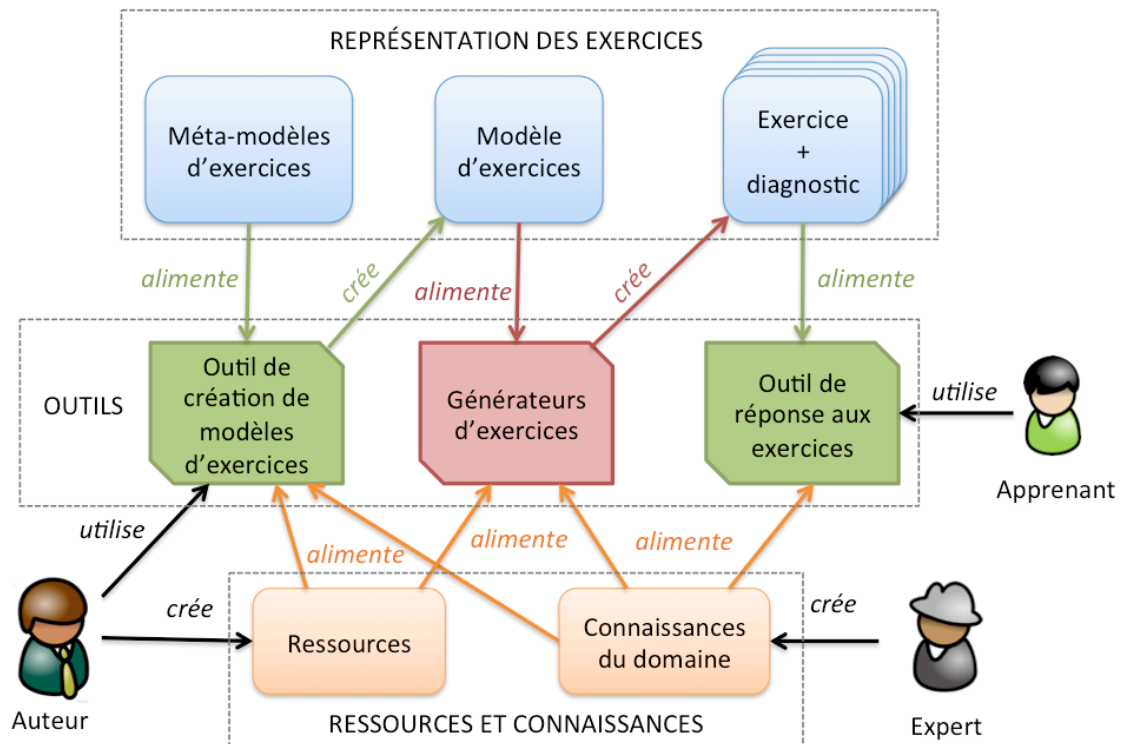 REPRÉSENTATION DES EXERCICES
Méta-modèles
d’exercices
Modèle
d’exercices
Exercice
+
diagnostic
alimente
crée
alimente
crée
alimente
OUTILS
Outil de
création de
modèles
d’exercices
Générateurs
d’exercices
Outil de
réponse aux
exercices
utilise
Apprenant
utilise
alimente
alimente
alimente
crée
Ressources
Connaissances
du domaine
crée
Auteur
RESSOURCES ET CONNAISSANCES
Expert